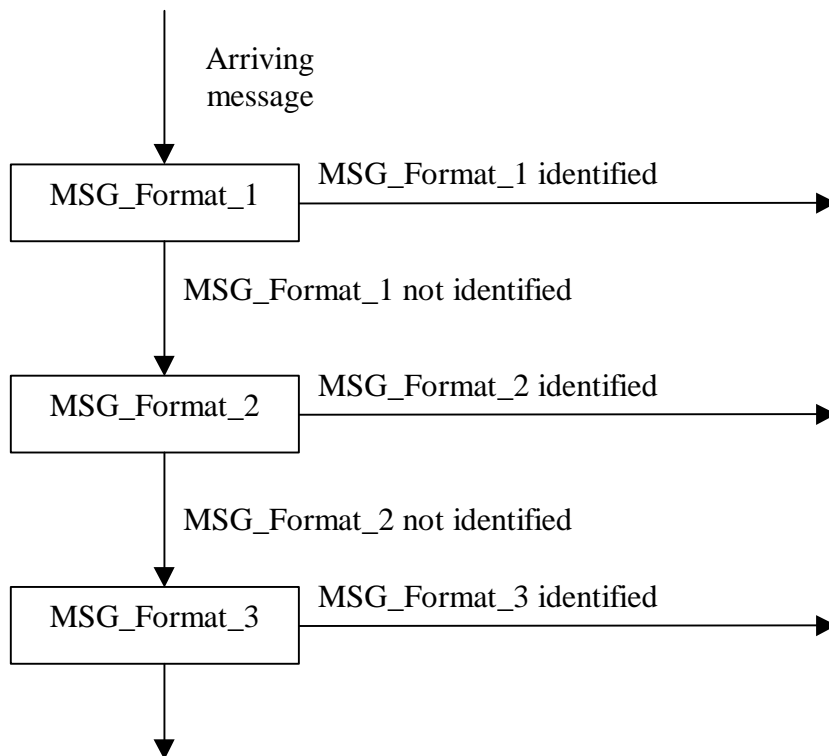 Arriving
message
MSG_Format_1
MSG_Format_1 identified
MSG_Format_1 not identified
MSG_Format_2
MSG_Format_2 identified
MSG_Format_2 not identified
MSG_Format_3
MSG_Format_3 identified